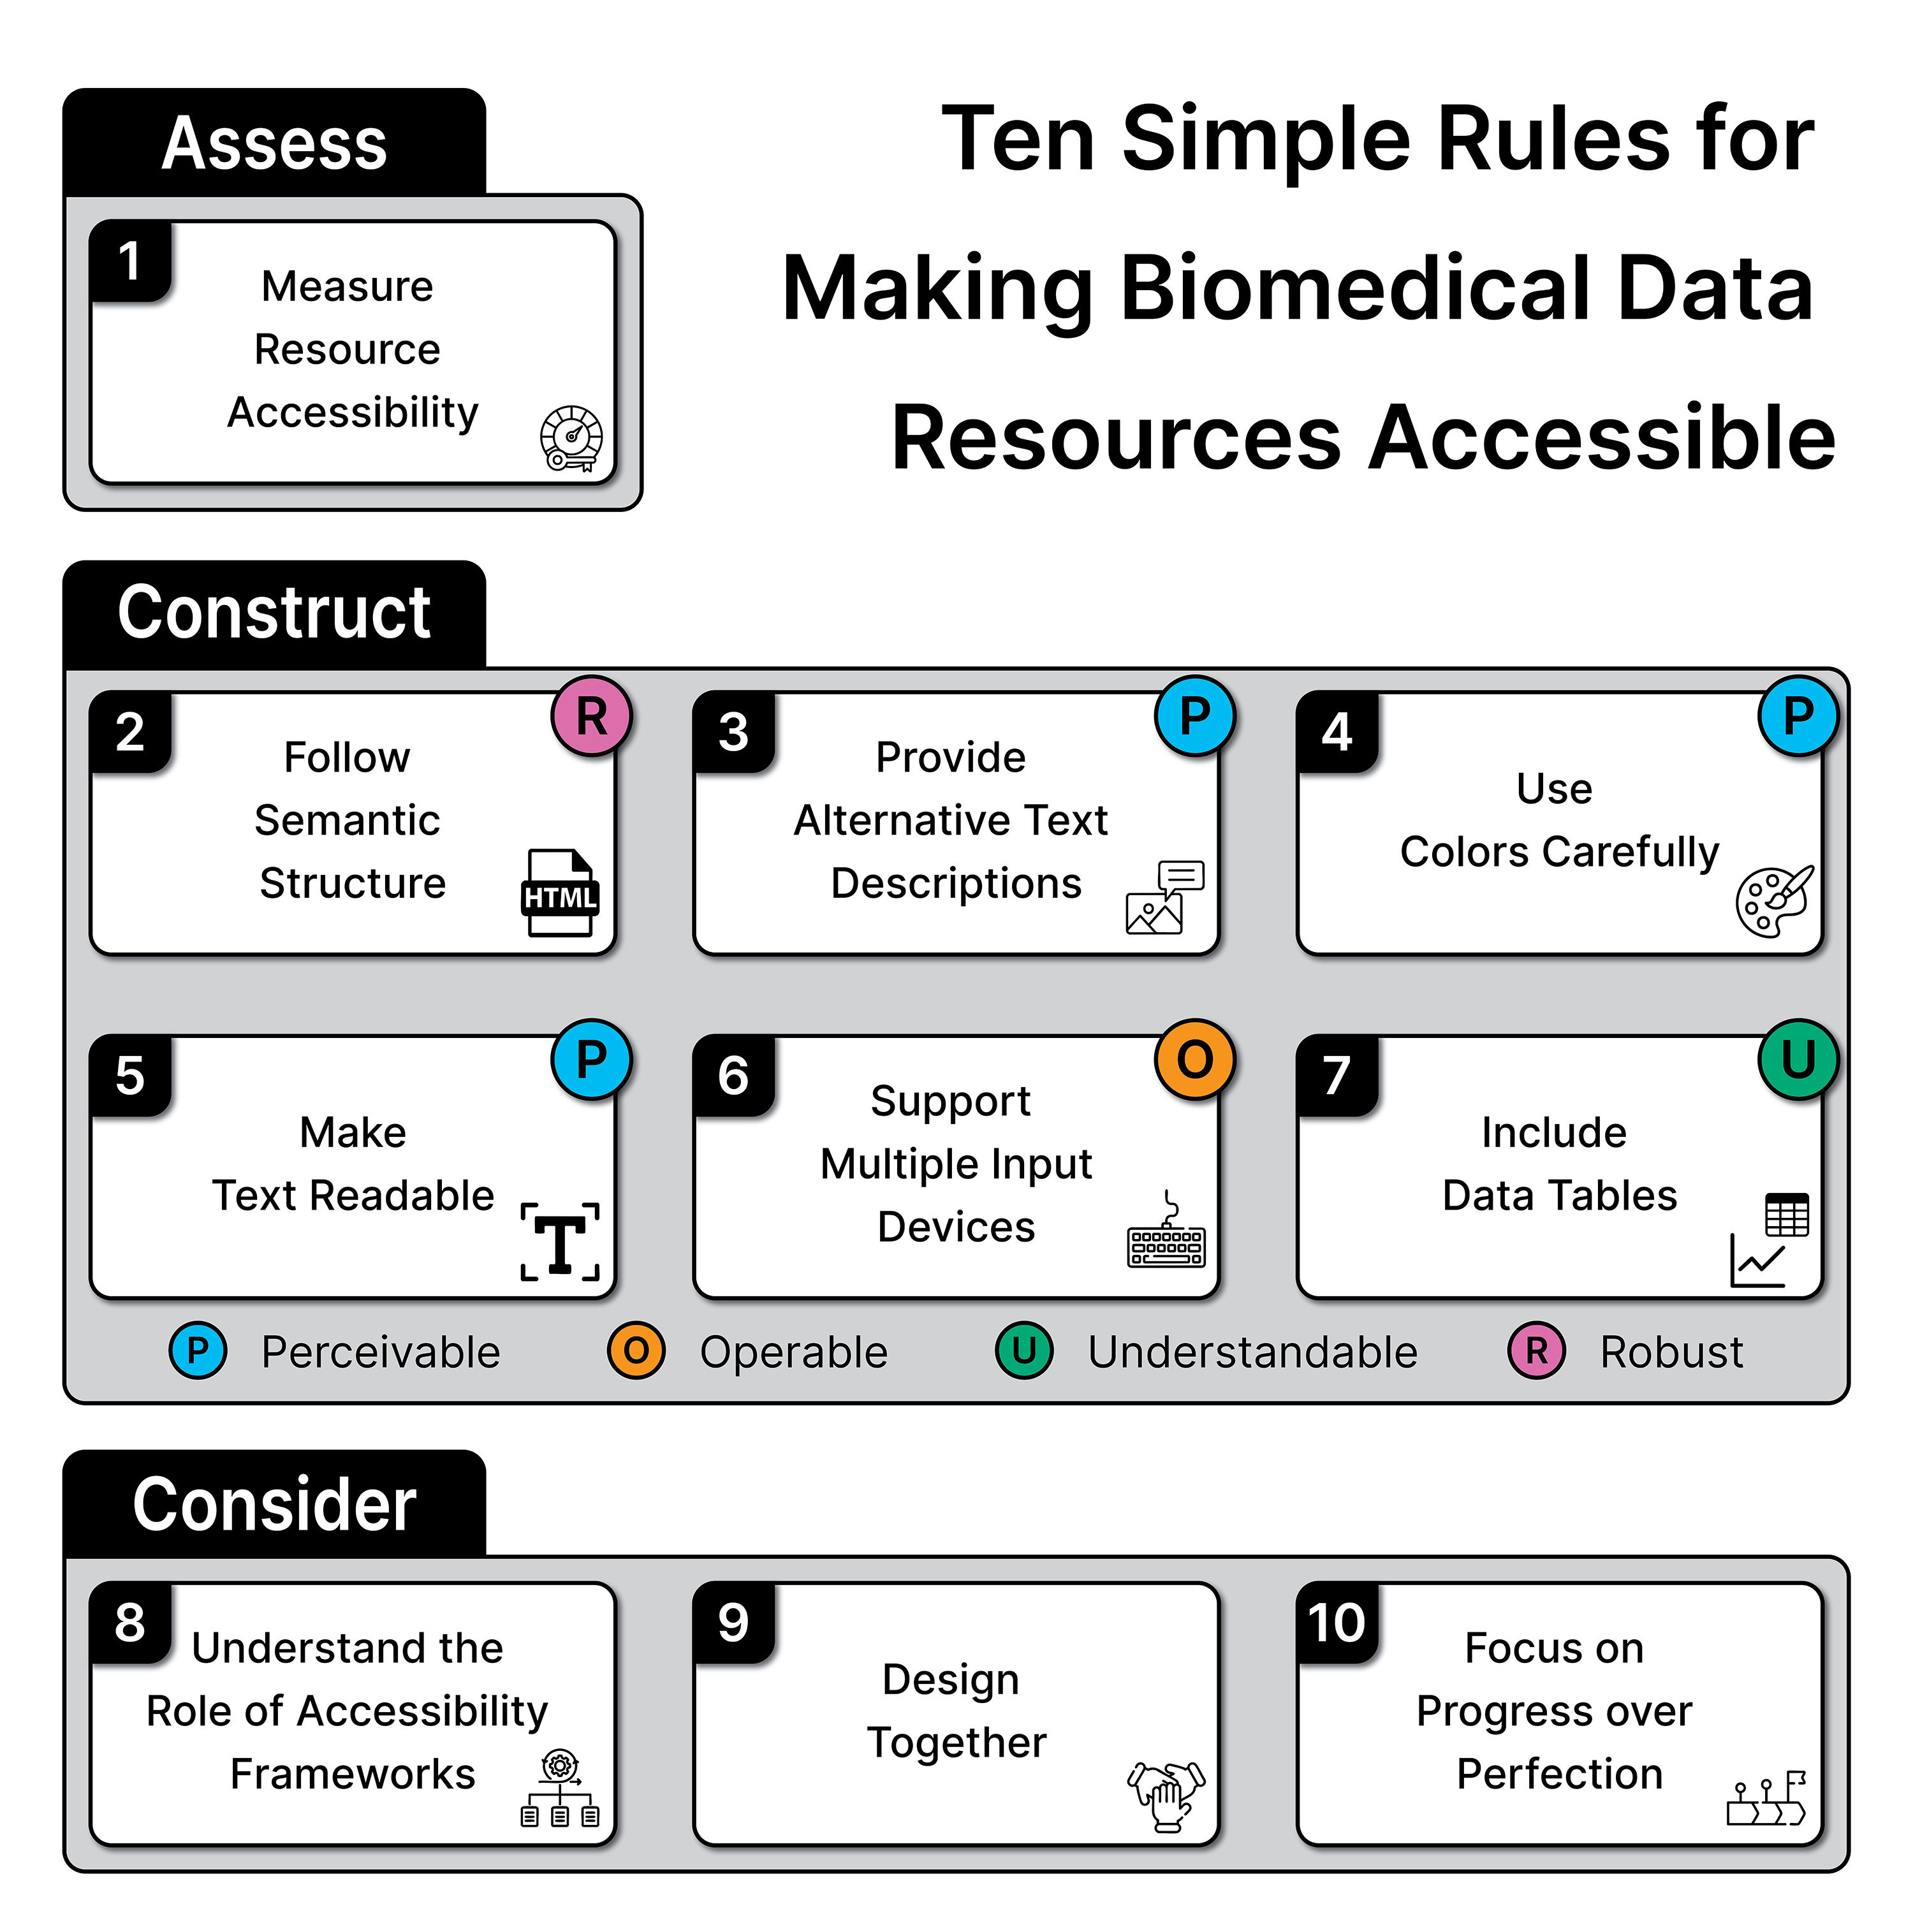 Ten Simple Rules for
Making Biomedical Data
Resources Accessible
Assess
1
Measure
Resource
Accessibility
Construct
2
R
Follow
Semantic
Structure
HTML
3
P
Provide
Alternative Text
Descriptions
4
P
Use
Colors Carefully
5
P
Make
Text Readable
T
6
O
Support
Multiple Input
Devices
7
U
Include
Data Tables
P Perceivable
O Operable
U Understandable
R Robust
Consider
8
Understand the
Role of Accessibility
Frameworks
9
Design
Together
10
Focus on
Progress over
Perfection